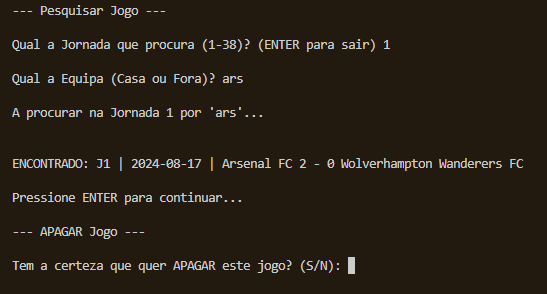 --- Pesquisar Jogo ---
Qual a Jornada que procura (1-38)? (ENTER para sair) 1
Qual a Equipa (Casa ou Fora)? ars
A procurar na Jornada 1 por 'ars'...
ENCONTRADO: J1 | 2024-08-17 | Arsenal FC 2 - 0 Wolverhampton Wanderers FC
Pressione ENTER para continuar...
--- APAGAR Jogo ---
Tem a certeza que quer APAGAR este jogo? (S/N):